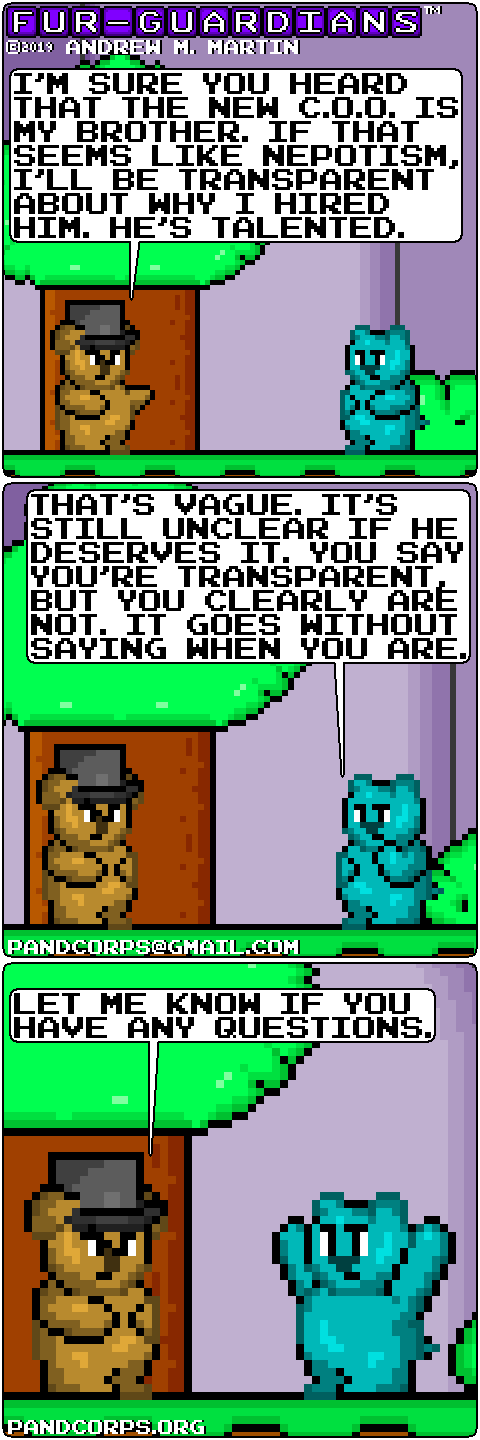 FUR-GUARDIANS™
©2019 ANDREW M. MARTIN
I'M SURE YOU HEARD
THAT THE NEW C.O.O. IS
MY BROTHER. IF THAT
SEEMS LIKE NEPOTISM,
I'LL BE TRANSPARENT
ABOUT WHY I HIRED
HIM. HE'S TALENTED.
THAT'S VAGUE. IT'S
STILL UNCLEAR IF HE
DESERVES IT. YOU SAY
YOU'RE TRANSPARENT,
BUT YOU CLEARLY ARE
NOT. IT GOES WITHOUT
SAYING WHEN YOU ARE.
PANDCORPS@GMAIL.COM
LET ME KNOW IF YOU
HAVE ANY QUESTIONS.
PANDCORPS.ORG